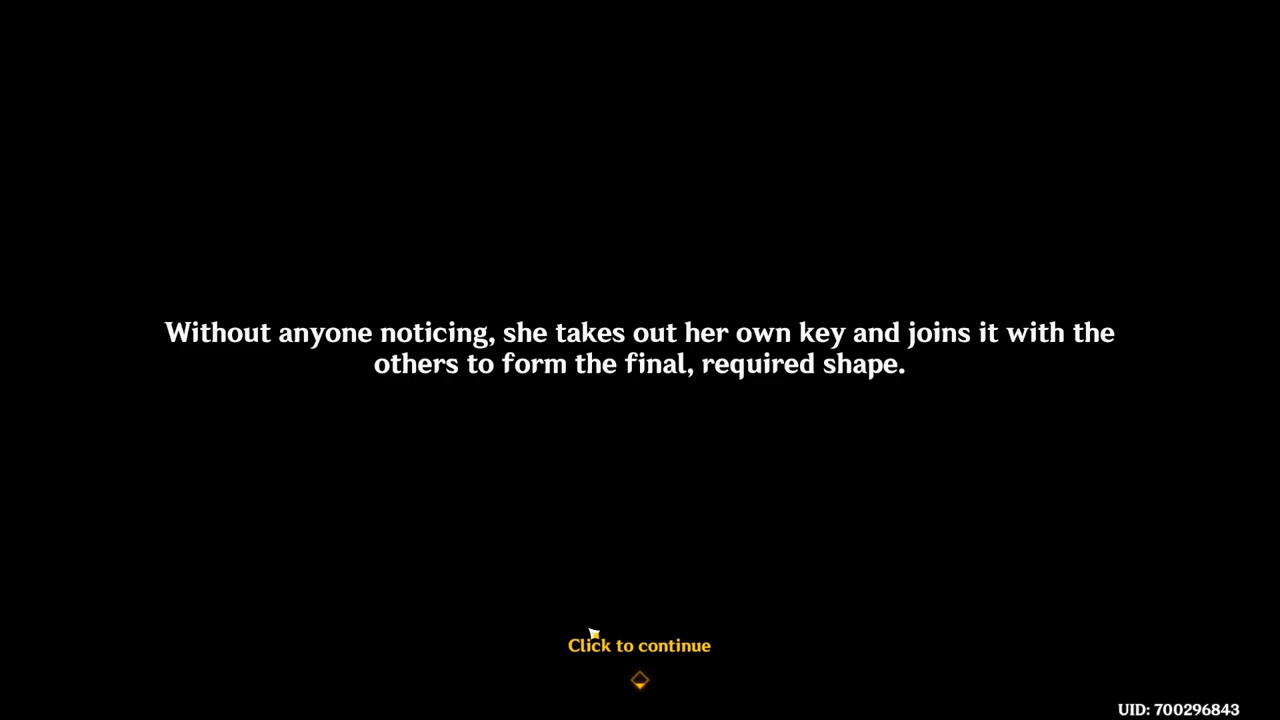 Without anyone noticing, she takes out her own key and joins it with the
others to form the final, required shape.
Click to continue
UID: 700296843